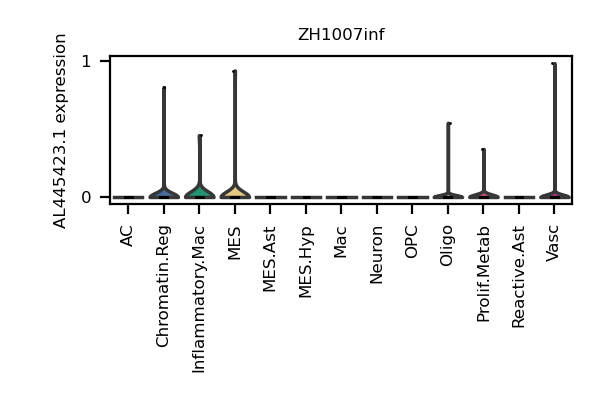 ZH1007inf
AL445423.1 expression
1
0
AC
Chromatin.Reg
Inflammatory.Mac
MES
MES.Ast
MES.Hyp
Mac
Neuron
OPC
Oligo
Prolif.Metab
Reactive.Ast
Vasc